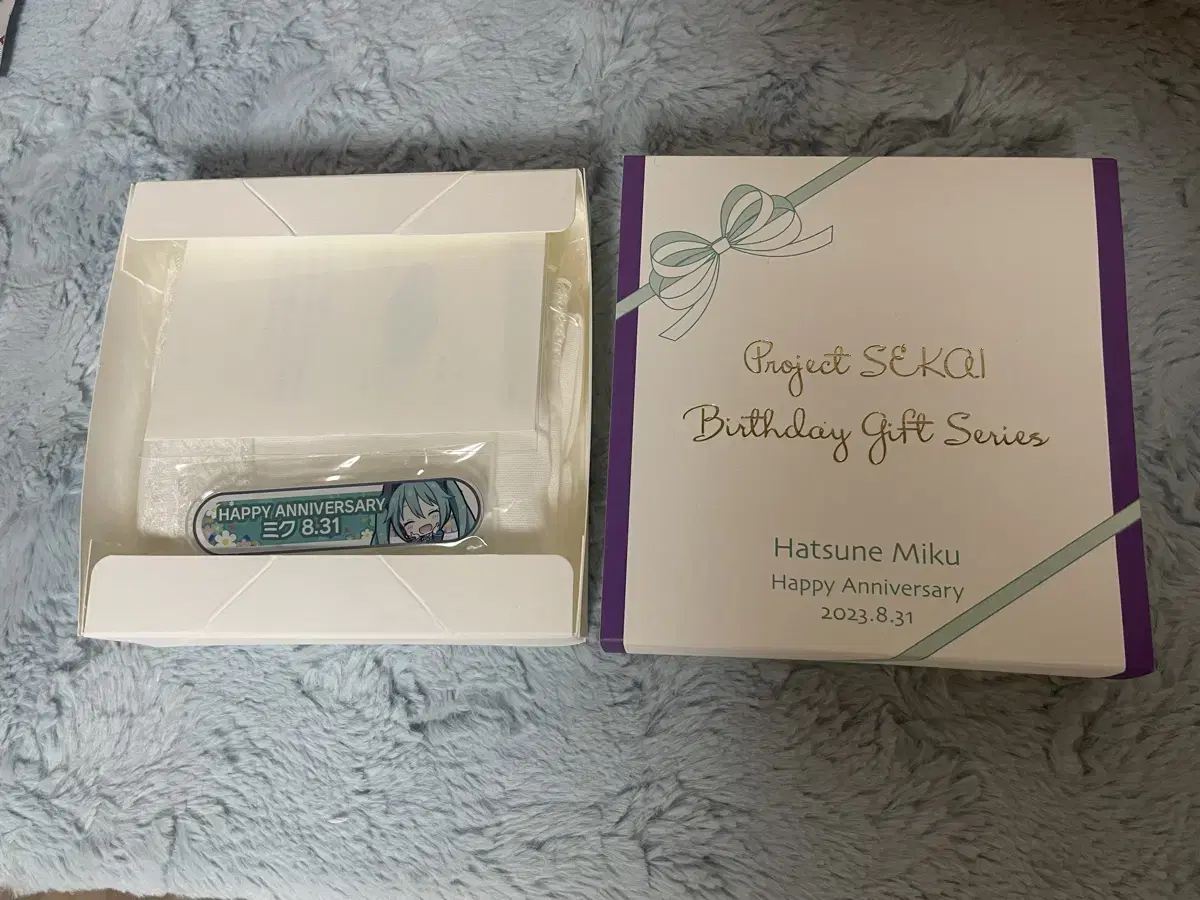 HAPPY ANNIVERSARY
ミク 8.31
Project SEKAI
Birthday Gift Series
Hatsune Miku
Happy Anniversary
2023.8.31